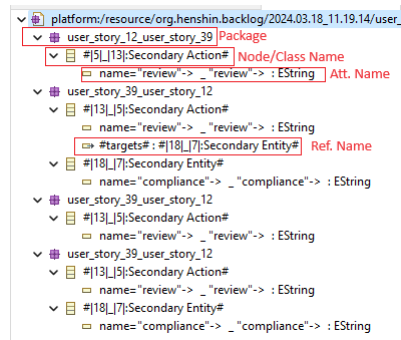 platform:/resource/org.henshin.backlog/2024.03.18_11.19.14/user_
user_story_12_user_story_39 Package
#|5|_|13|:Secondary Action# Node/Class Name
name="review"-> _ "review"-> : EString Att. Name
user_story_39_user_story_12
#|13|_|5|:Secondary Action#
name="review"-> _ "review"-> : EString
#targets# : #|18|_|7|:Secondary Entity# Ref. Name
#|18|_|7|:Secondary Entity#
name="compliance"-> _ "compliance"-> : EString
user_story_39_user_story_12
#|13|_|5|:Secondary Action#
name="review"-> _ "review"-> : EString
user_story_39_user_story_12
#|13|_|5|:Secondary Action#
name="review"-> _ "review"-> : EString
#|18|_|7|:Secondary Entity#
name="compliance"-> _ "compliance"-> : EString